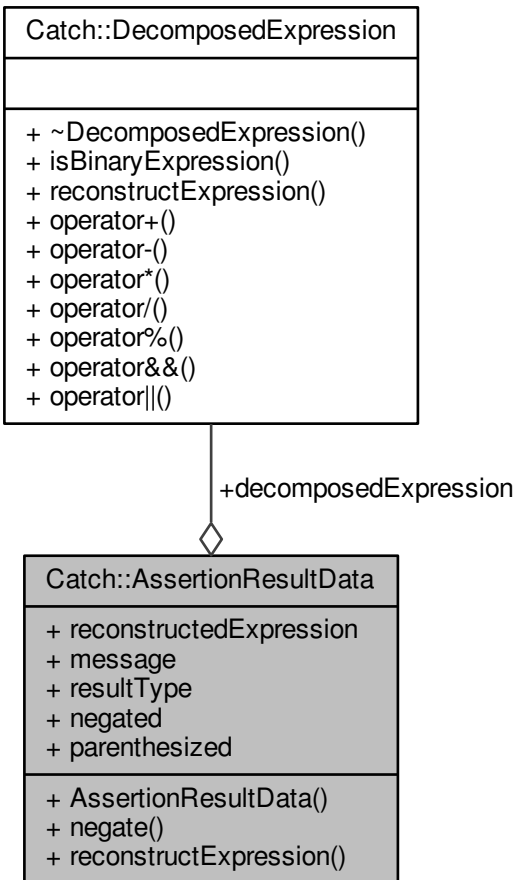 Catch::DecomposedExpression
+ ~DecomposedExpression()
+ isBinaryExpression()
+ reconstructExpression()
+ operator+()
+ operator-()
+ operator*()
+ operator/()
+ operator%()
+ operator&&()
+ operator||()
+decomposedExpression
Catch::AssertionResultData
+ reconstructedExpression
+ message
+ resultType
+ negated
+ parenthesized
+ AssertionResultData()
+ negate()
+ reconstructExpression()